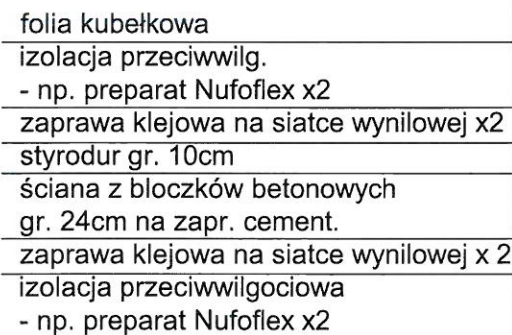 folia kubełkowa
izolacja przeciwwilg.
- np. preparat Nufoflex x2
zaprawa klejowa na siatce wynilowej x2
styrodur gr. 10cm
ściana z bloczków betonowych
gr. 24cm na zapr. cement.
zaprawa klejowa na siatce wynilowej x 2
izolacja przeciwwilgociowa
- np. preparat Nufoflex x2